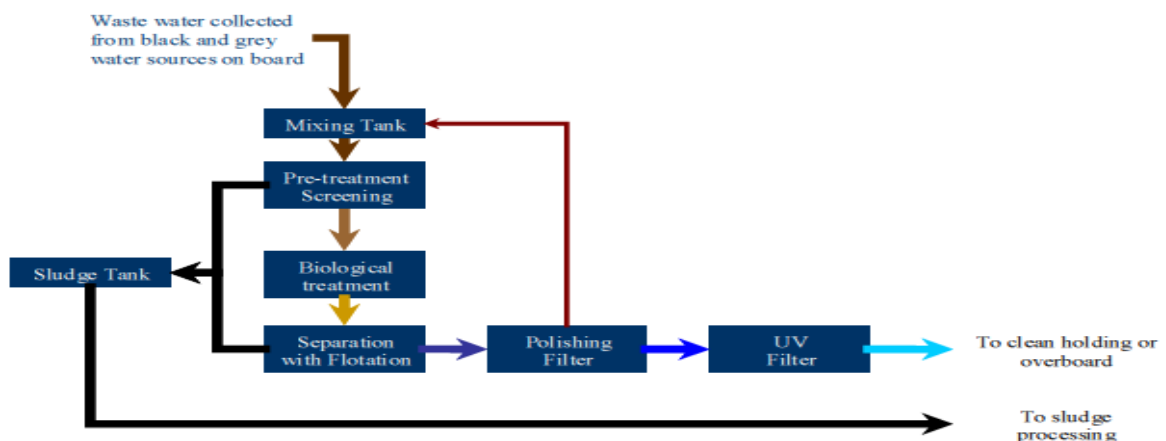 Waste water collected
from black and grey
water sources on board
Mixing Tank
Pre-treatment
Screening
Sludge Tank
Biological
treatment
Separation
with Flotation
Polishing
Filter
UV
Filter
To clean holding or
overboard
To sludge
processing